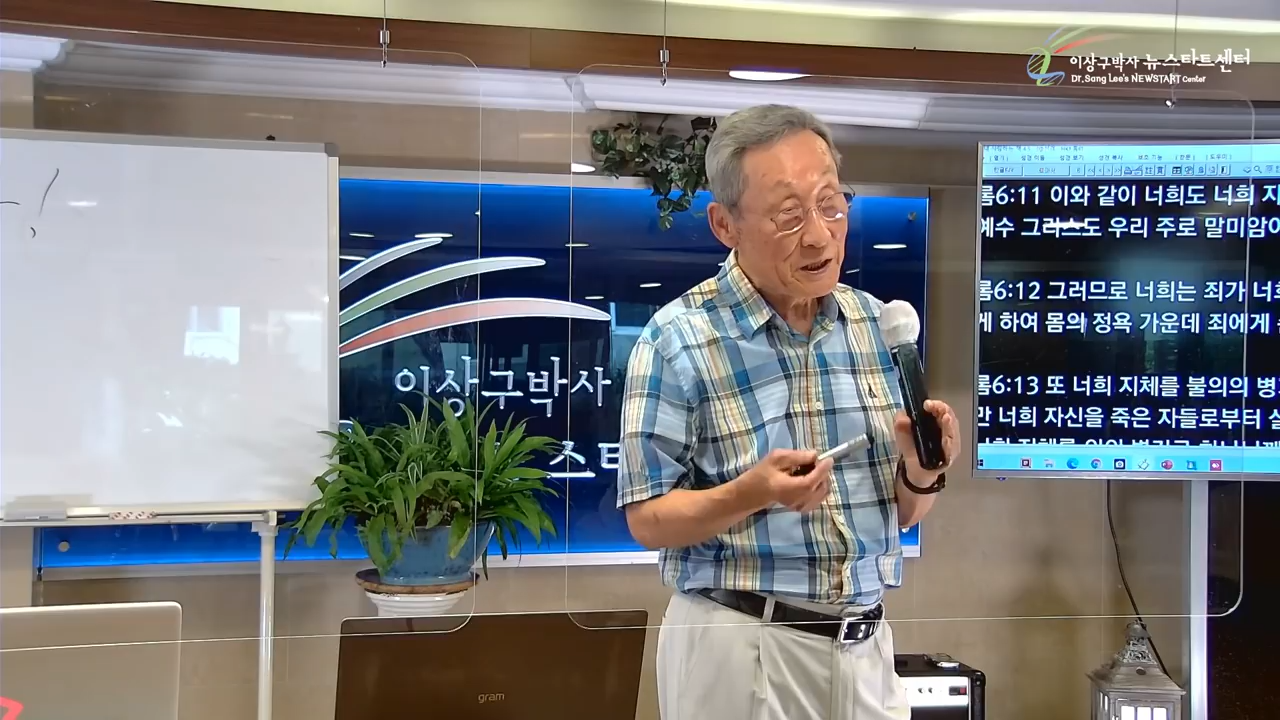 이상구박사 뉴스타트센터
Dr. Sang Lee's NEWSTART Center
롬6:11 이와 같이 너희도 너희 자
예수 그리스도 우리 주로 말미암아
롬6:12 그러므로 너희는 죄가 너희
게 하여 몸의 정욕 가운데 죄에게
롬6:13 또 너희 지체를 불의의 병
만 너희 자신을 죽은 자들로부터 살
이상구박사
스타
gram